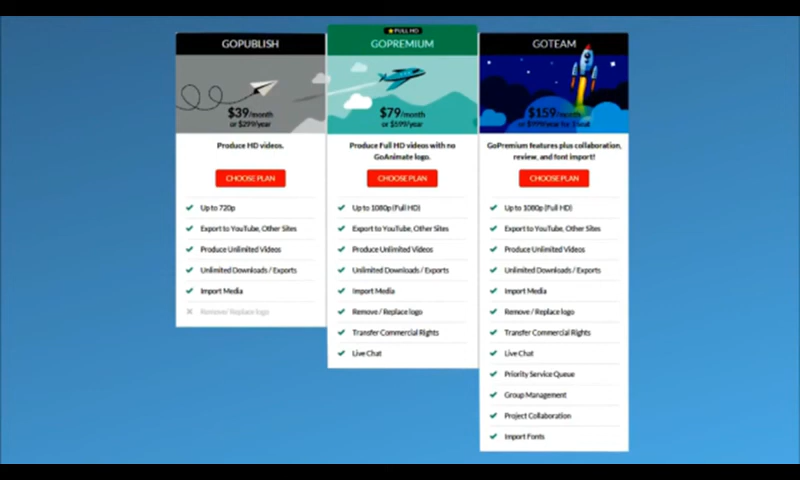 GOPUBLISH
$39/month
or $299/year
Produce HD videos.
CHOOSE PLAN
Up to 720p
Export to YouTube, Other Sites
Produce Unlimited Videos
Unlimited Downloads / Exports
Import Media
Remove/ Replace logo
FULL HD
GOPREMIUM
$79/month
or $599/year
Produce Full HD videos with no
GoAnimate logo.
CHOOSE PLAN
Up to 1080p (Full HD)
Export to YouTube, Other Sites
Produce Unlimited Videos
Unlimited Downloads / Exports
Import Media
Remove / Replace logo
Transfer Commercial Rights
Live Chat
GOTEAM
$159/month
or $999/year for 1 seat
GoPremium features plus collaboration,
review, and font import!
CHOOSE PLAN
Up to 1080p (Full HD)
Export to YouTube, Other Sites
Produce Unlimited Videos
Unlimited Downloads / Exports
Import Media
Remove / Replace logo
Transfer Commercial Rights
Live Chat
Priority Service Queue
Group Management
Project Collaboration
Import Fonts